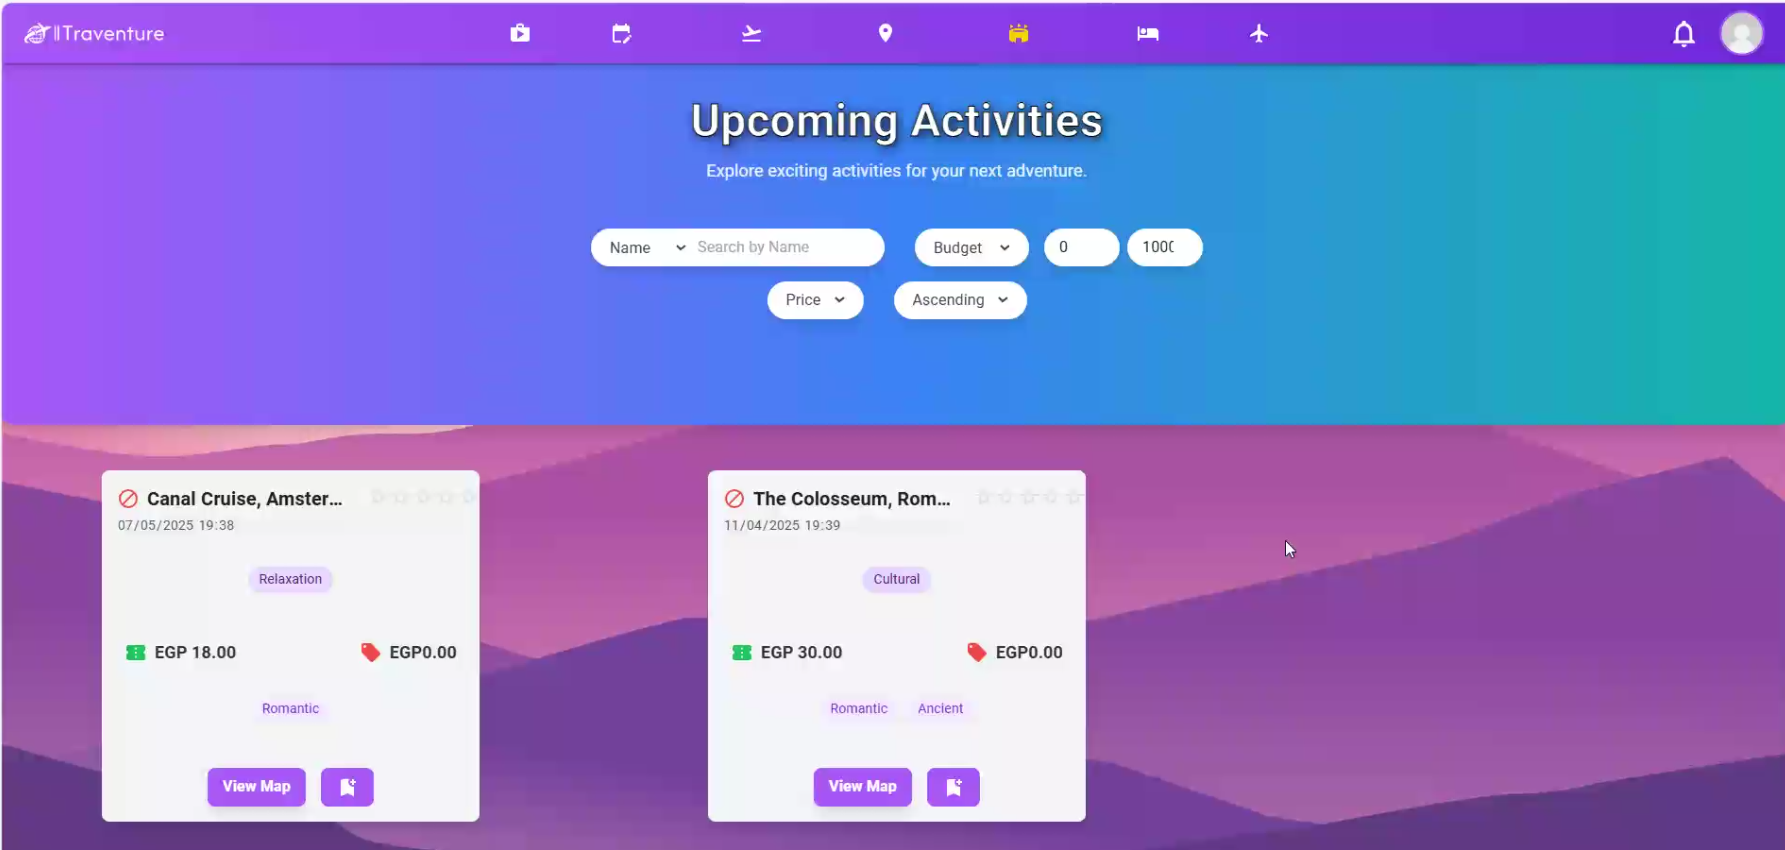 Traventure
Upcoming Activities
Explore exciting activities for your next adventure.
Name Search by Name Budget 0 1000
Price Ascending
Canal Cruise, Amster...
07/05/2025 19:38
Relaxation
EGP 18.00 EGP0.00
Romantic
View Map
The Colosseum, Rom...
11/04/2025 19:39
Cultural
EGP 30.00 EGP0.00
Romantic Ancient
View Map